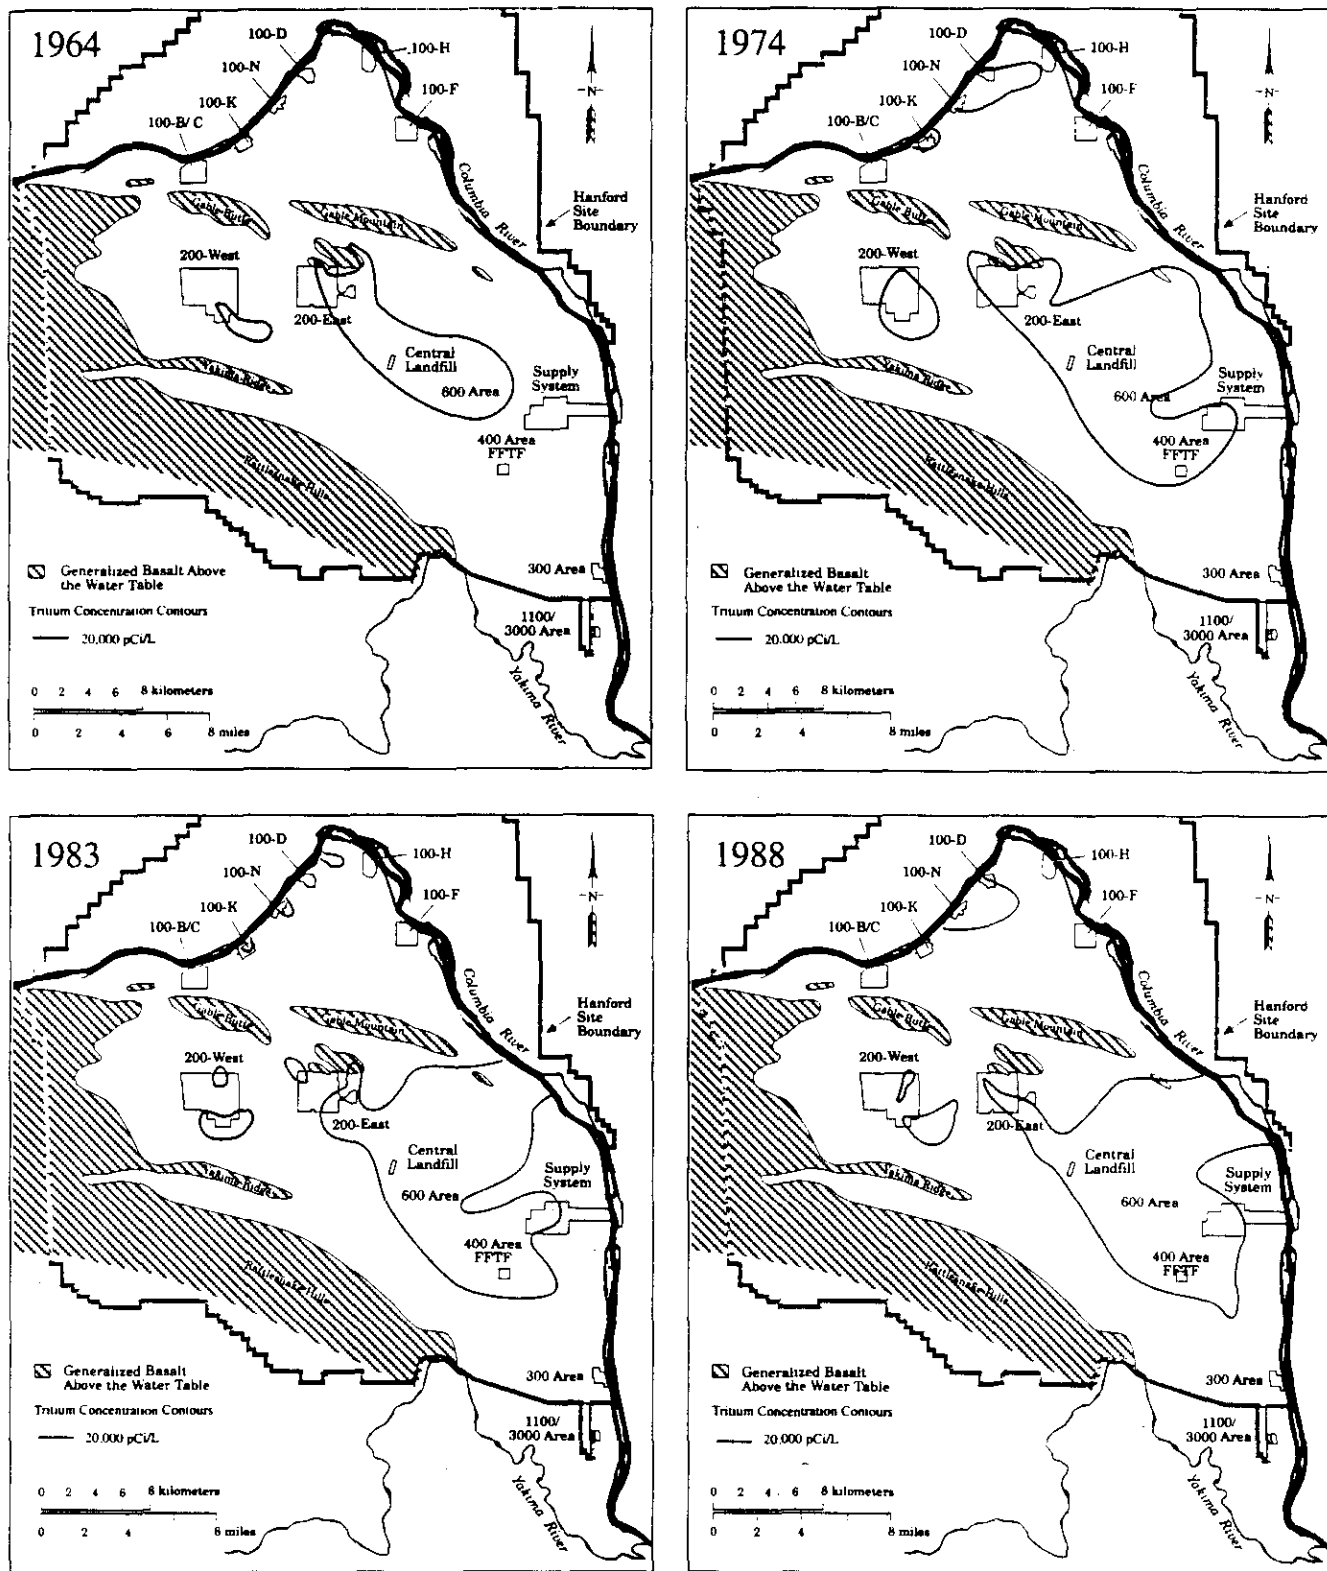 1964
100-D
100-H
100-N
100-K
100-F
100-B/C
N
Columbia River
Hanford
Site
Boundary
Gable Butte
Gable Mountain
200-West
200-East
Central
Landfill
Supply
System
Yakima Ridge
600 Area
400 Area
FFTF
Rattlesnake Hills
Generalized Basalt Above
the Water Table
300 Area
Tritium Concentration Contours
20,000 pCi/L
1100/
3000 Area
Yakima River
0 2 4 6 8 kilometers
0 2 4 6 8 miles
1974
100-D
100-H
100-N
100-K
100-F
100-B/C
N
Columbia River
Hanford
Site
Boundary
Gable Butte
Gable Mountain
200-West
200-East
Central
Landfill
Supply
System
Yakima Ridge
600 Area
400 Area
FFTF
Rattlesnake Hills
Generalized Basalt
Above the Water Table
300 Area
Tritium Concentration Contours
20.000 pCi/L
1100/
3000 Area
Yakima River
0 2 4 6 8 kilometers
0 2 4 8 miles
1983
100-D
100-H
100-N
100-K
100-F
100-B/C
N
Columbia River
Hanford
Site
Boundary
Gable Butte
Gable Mountain
200-West
200-East
Central
Landfill
Supply
System
Yakima Ridge
600 Area
400 Area
FFTF
Rattlesnake Hills
Generalized Basalt
Above the Water Table
300 Area
Tritium Concentration Contours
20.000 pCi/L
1100/
3000 Area
Yakima River
0 2 4 6 8 kilometers
0 2 4 8 miles
1988
100-D
100-H
100-N
100-K
100-F
100-B/C
N
Columbia River
Hanford
Site
Boundary
Gable Butte
Gable Mountain
200-West
200-East
Central
Landfill
Supply
System
Yakima Ridge
600 Area
400 Area
FFTF
Rattlesnake Hills
Generalized Basalt
Above the Water Table
300 Area
Tritium Concentration Contours
20.000 pCi/L
1100/
3000 Area
Yakima River
0 2 4 6 8 kilometers
0 2 4 8 miles